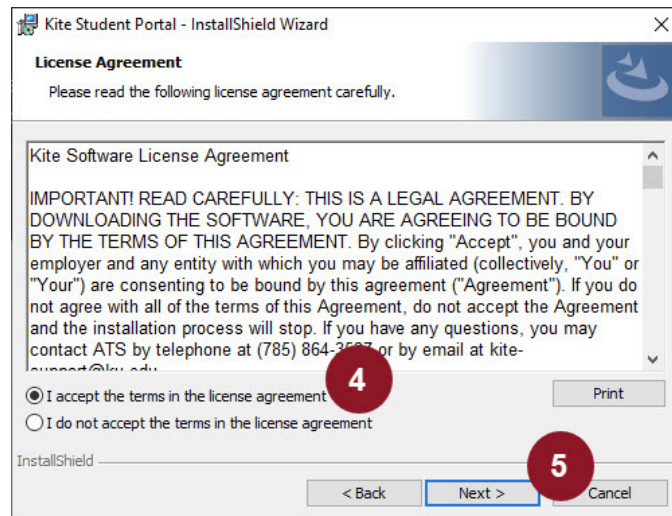 Kite Student Portal - InstallShield Wizard
License Agreement
Please read the following license agreement carefully.
Kite Software License Agreement
IMPORTANT! READ CAREFULLY: THIS IS A LEGAL AGREEMENT. BY
DOWNLOADING THE SOFTWARE, YOU ARE AGREEING TO BE BOUND
BY THE TERMS OF THIS AGREEMENT. By clicking "Accept", you and your
employer and any entity with which you may be affiliated (collectively, "You" or
"Your") are consenting to be bound by this agreement ("Agreement"). If you do
not agree with all of the terms of this Agreement, do not accept the Agreement
and the installation process will stop. If you have any questions, you may
contact ATS by telephone at (785) or by email at kite-
4
I accept the terms in the license agreement
Print
I do not accept the terms in the license agreement
InstallShield
5
< Back
Next >
Cancel